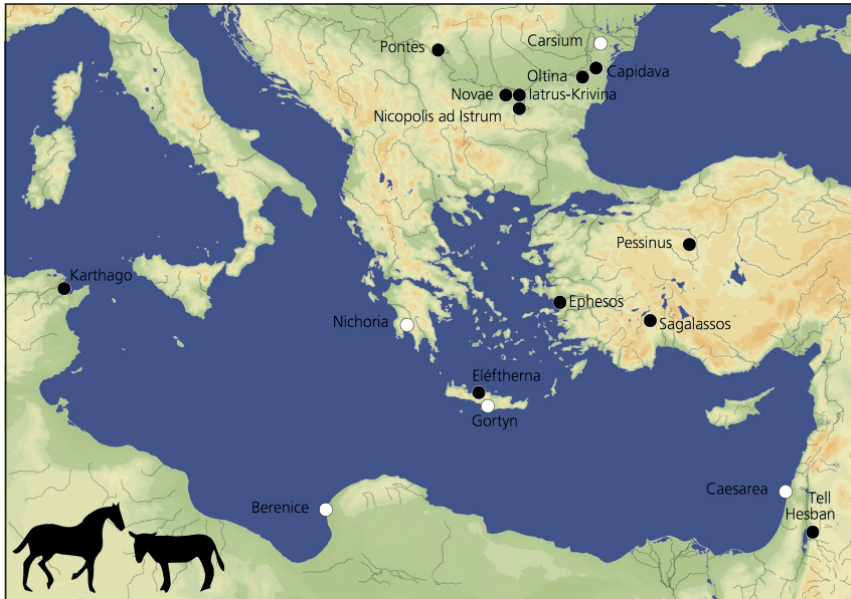 Pontes
Carsium
Oltina
Capidava
Novae
Iatrus-Krivina
Nicopolis ad Istrum
Pessinus
Karthago
Ephesos
Nichoria
Sagalassos
Eléftherna
Gortyn
Caesarea
Tell
Hesban
Berenice